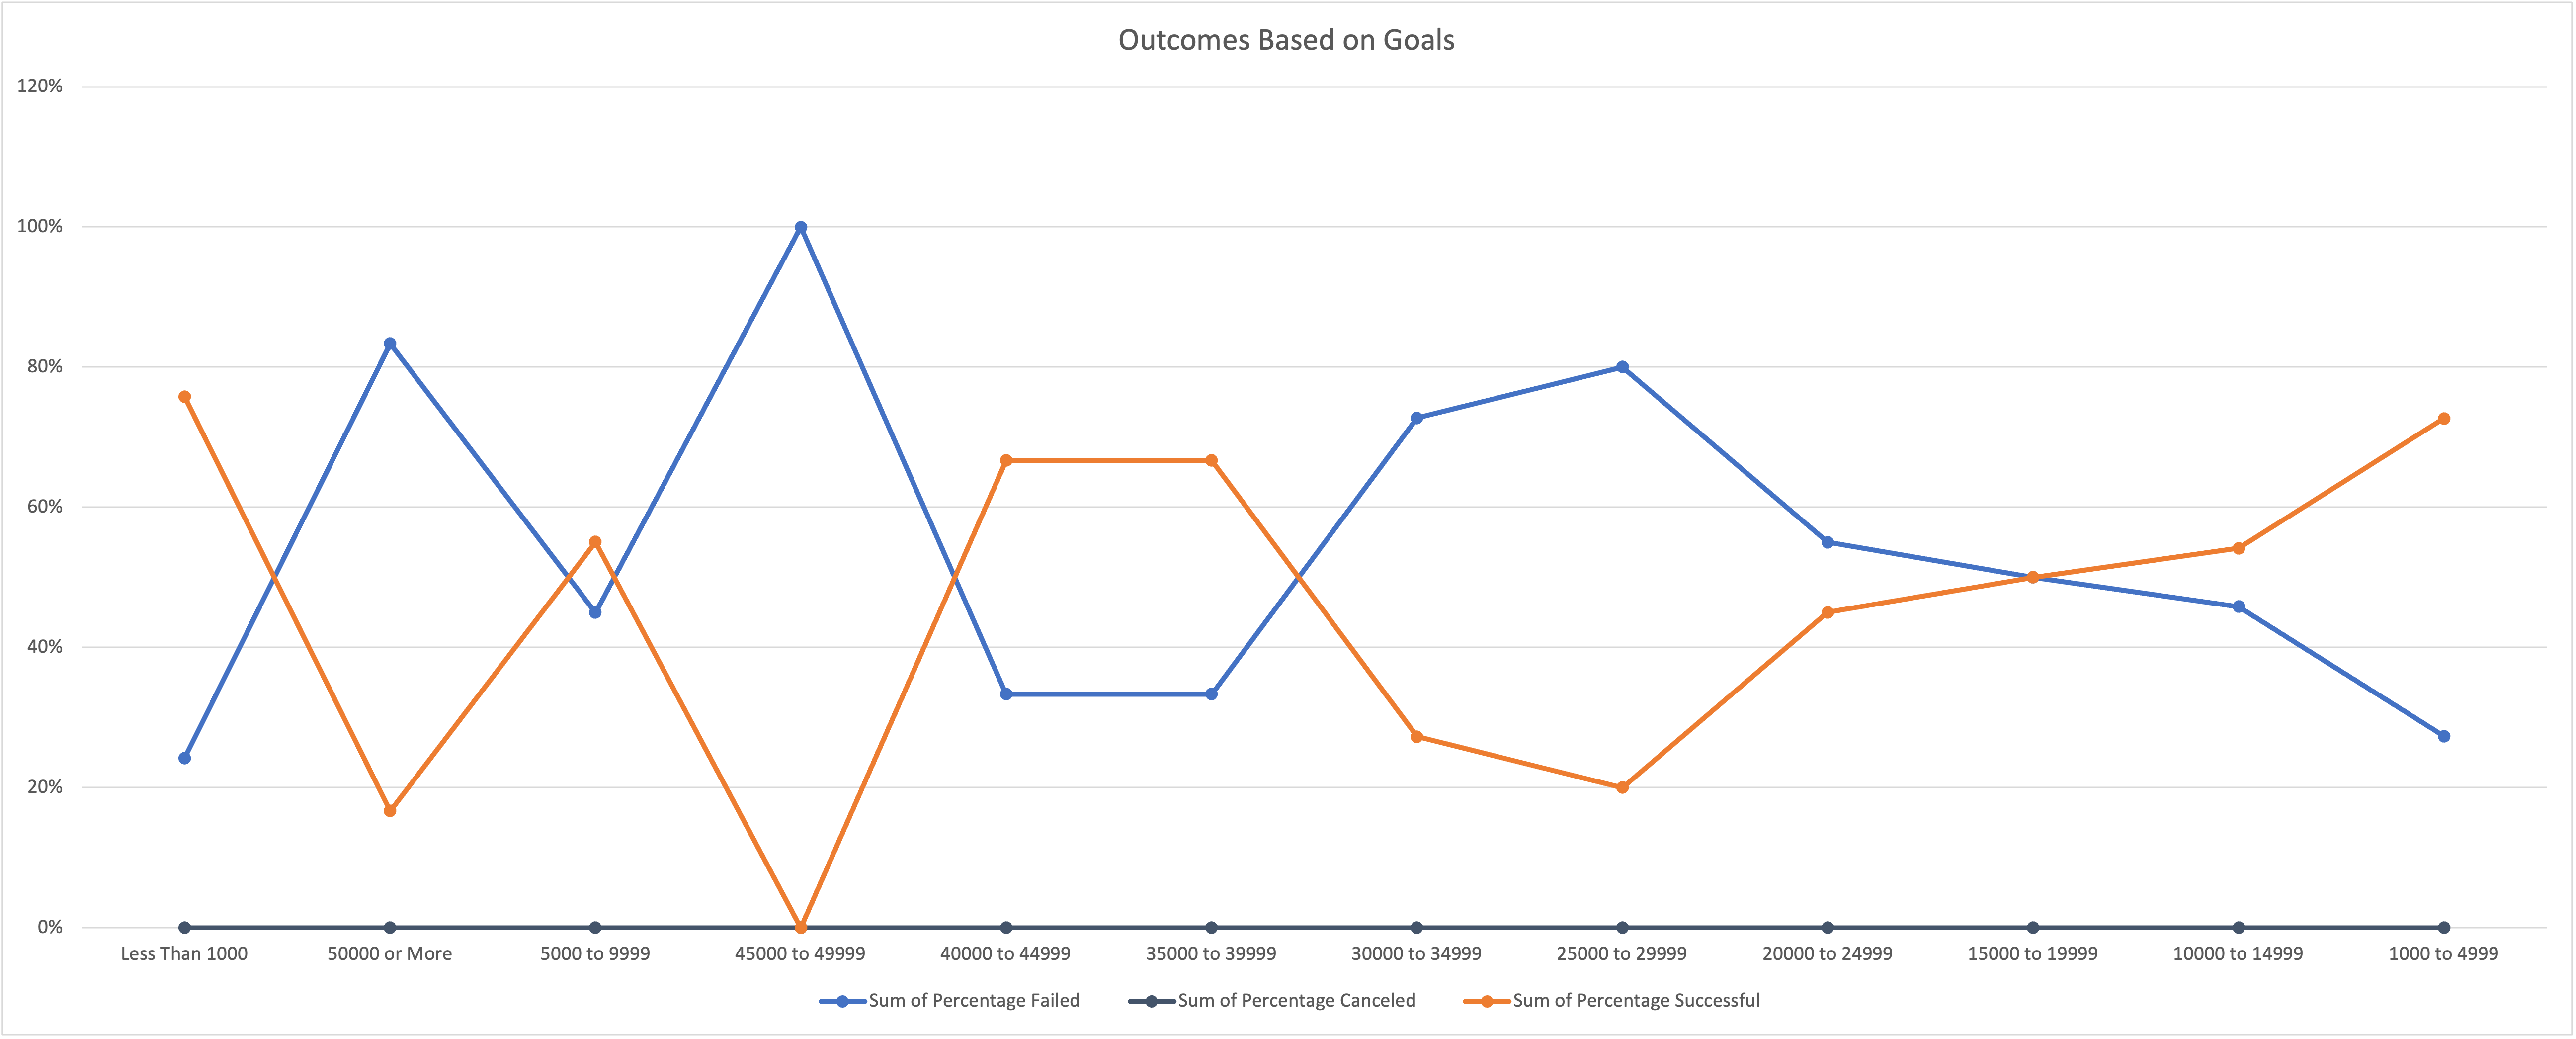 Outcomes Based on Goals
120%
100%
80%
60%
40%
20%
0%
Less Than 1000 50000 or More 5000 to 9999 45000 to 49999 40000 to 44999 35000 to 39999 30000 to 34999 25000 to 29999 20000 to 24999 15000 to 19999 10000 to 14999 1000 to 4999
Sum of Percentage Failed Sum of Percentage Canceled Sum of Percentage Successful